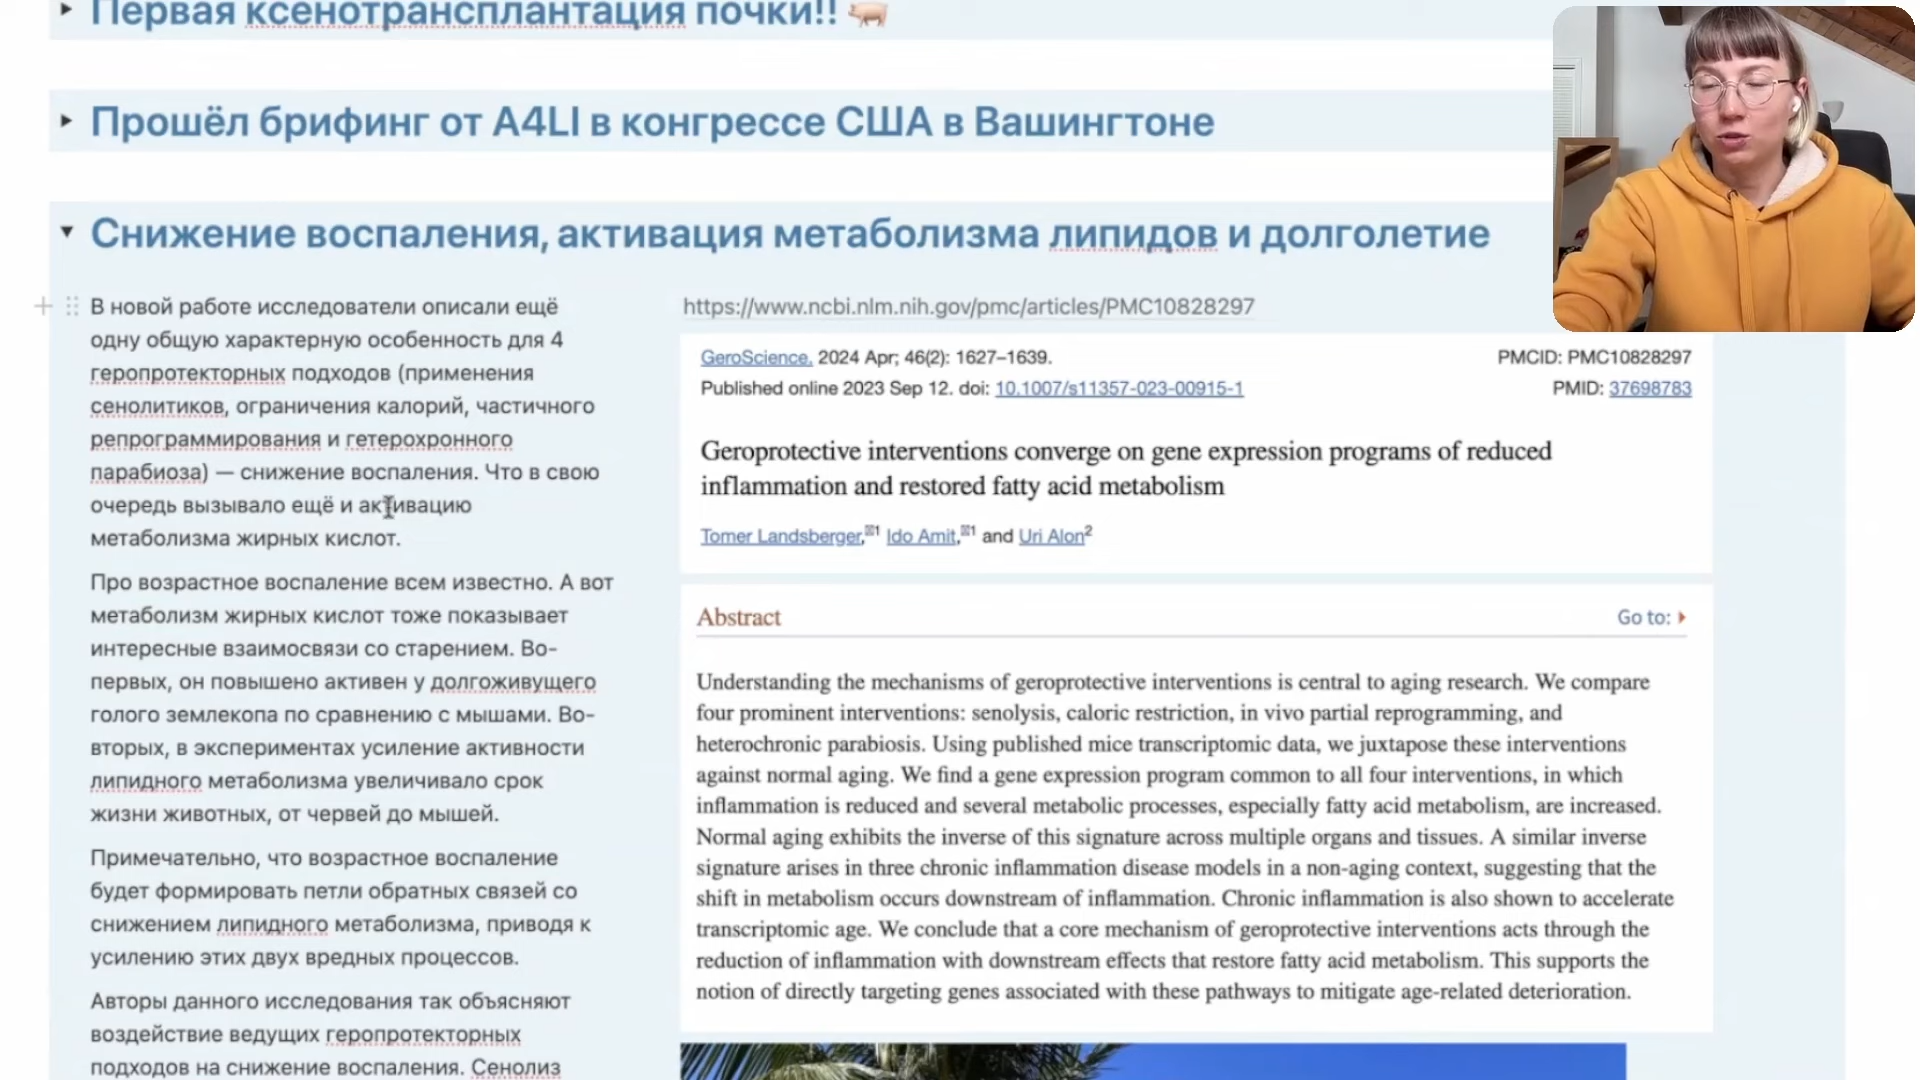 Первая ксенотрансплантация почки!!
Прошёл брифинг от A4LI в конгрессе США в Вашингтоне
Снижение воспаления, активация метаболизма липидов и долголетие
В новой работе исследователи описали ещё
одну общую характерную особенность для 4
геропротекторных подходов (применения
сенолитиков, ограничения калорий, частичного
репрограммирования и гетерохронного
парабиоза) — снижение воспаления. Что в свою
очередь вызывало ещё и активацию
метаболизма жирных кислот.
Про возрастное воспаление всем известно. А вот
метаболизм жирных кислот тоже показывает
интересные взаимосвязи со старением. Во-
первых, он повышено активен у долгоживущего
голого землекопа по сравнению с мышами. Во-
вторых, в экспериментах усиление активности
липидного метаболизма увеличивало срок
жизни животных, от червей до мышей.
Примечательно, что возрастное воспаление
будет формировать петли обратных связей со
снижением липидного метаболизма, приводя к
усилению этих двух вредных процессов.
Авторы данного исследования так объясняют
воздействие ведущих геропротекторных
подходов на снижение воспаления. Сенолиз
https://www.ncbi.nlm.nih.gov/pmc/articles/PMC10828297
GeroScience. 2024 Apr; 46(2): 1627–1639.
PMCID: PMC10828297
Published online 2023 Sep 12. doi: 10.1007/s11357-023-00915-1
PMID: 37698783
Geroprotective interventions converge on gene expression programs of reduced
inflammation and restored fatty acid metabolism
Tomer Landsberger,1 Ido Amit,1 and Uri Alon2
Abstract
Go to:
Understanding the mechanisms of geroprotective interventions is central to aging research. We compare
four prominent interventions: senolysis, caloric restriction, in vivo partial reprogramming, and
heterochronic parabiosis. Using published mice transcriptomic data, we juxtapose these interventions
against normal aging. We find a gene expression program common to all four interventions, in which
inflammation is reduced and several metabolic processes, especially fatty acid metabolism, are increased.
Normal aging exhibits the inverse of this signature across multiple organs and tissues. A similar inverse
signature arises in three chronic inflammation disease models in a non-aging context, suggesting that the
shift in metabolism occurs downstream of inflammation. Chronic inflammation is also shown to accelerate
transcriptomic age. We conclude that a core mechanism of geroprotective interventions acts through the
reduction of inflammation with downstream effects that restore fatty acid metabolism. This supports the
notion of directly targeting genes associated with these pathways to mitigate age-related deterioration.